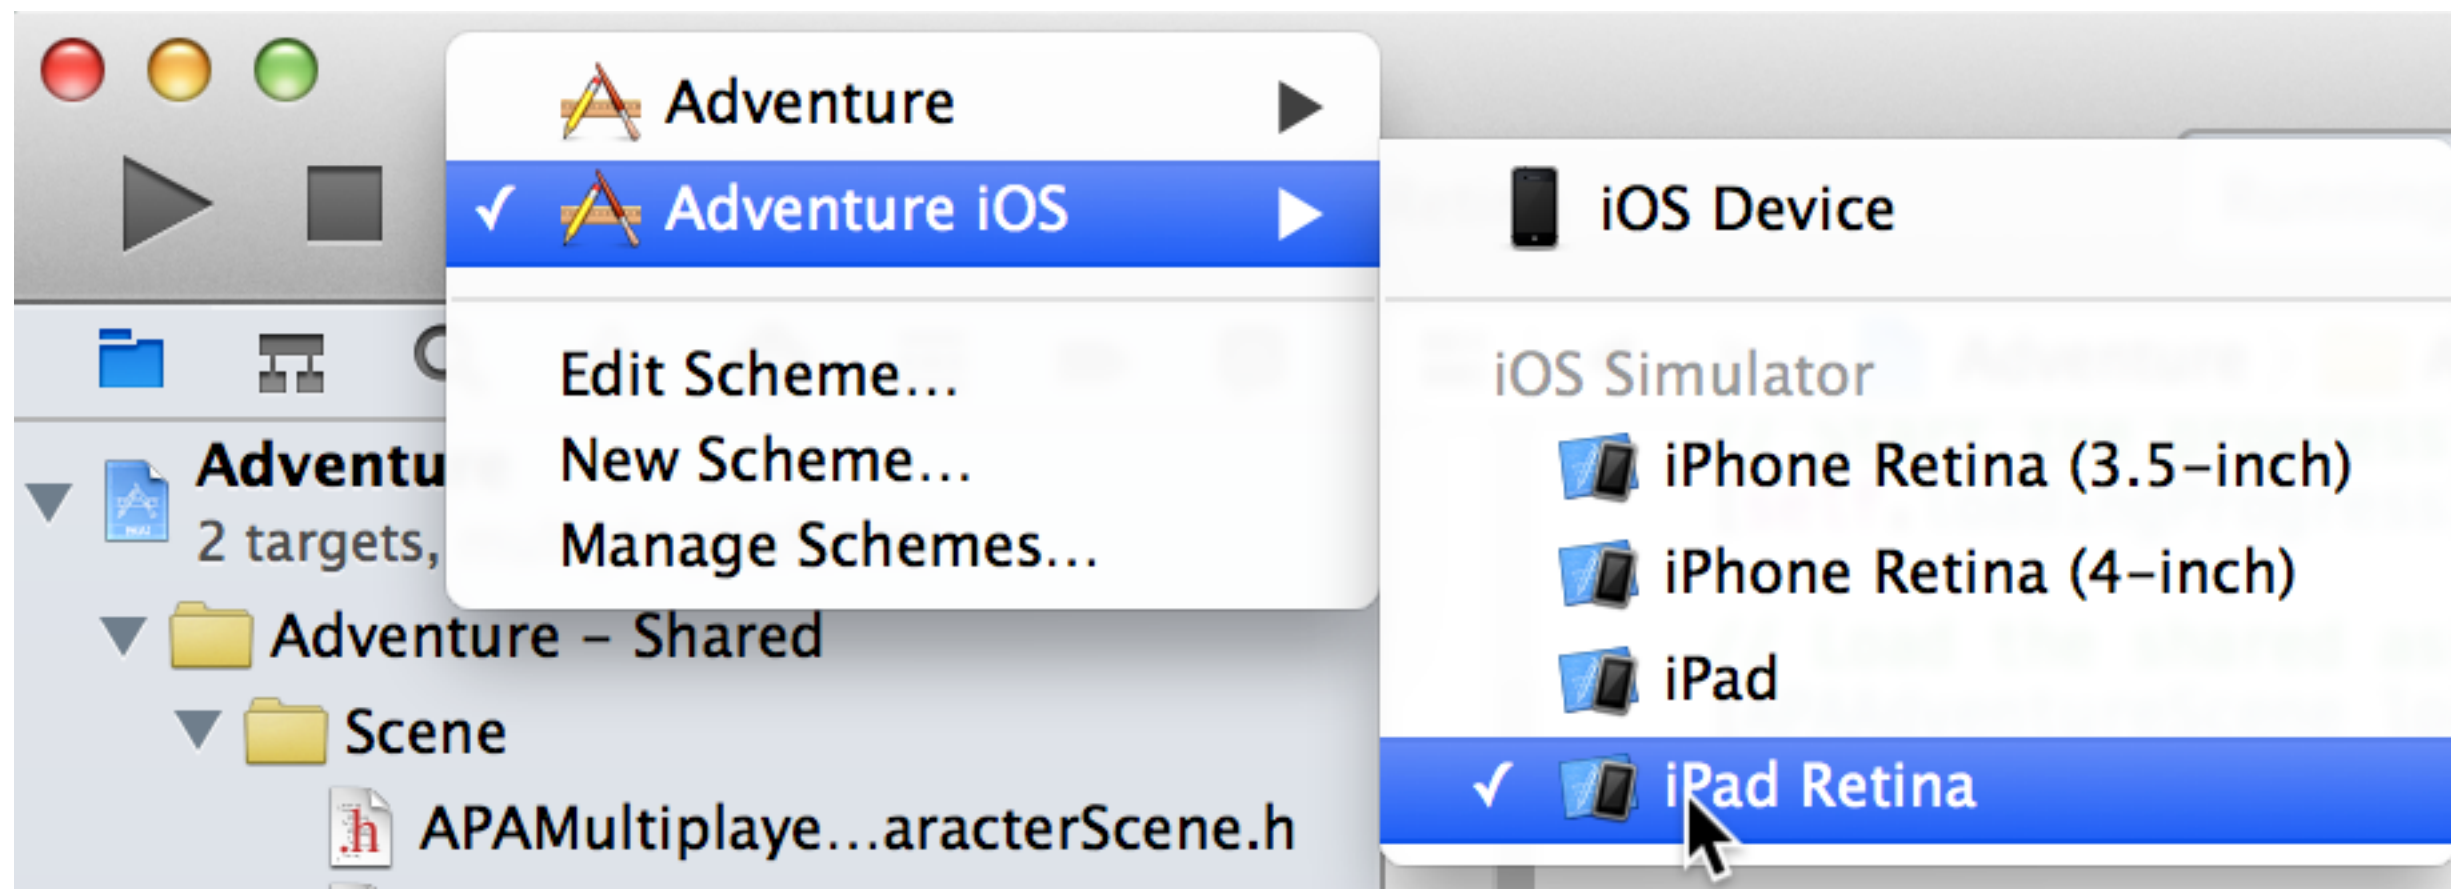 Adventure
Adventure iOS
Edit Scheme...
New Scheme...
Manage Schemes...
iOS Device
iOS Simulator
iPhone Retina (3.5-inch)
iPhone Retina (4-inch)
iPad
iPad Retina
Adventu
2 targets,
Adventure - Shared
Scene
.h APAMultiplaye...aracterScene.h